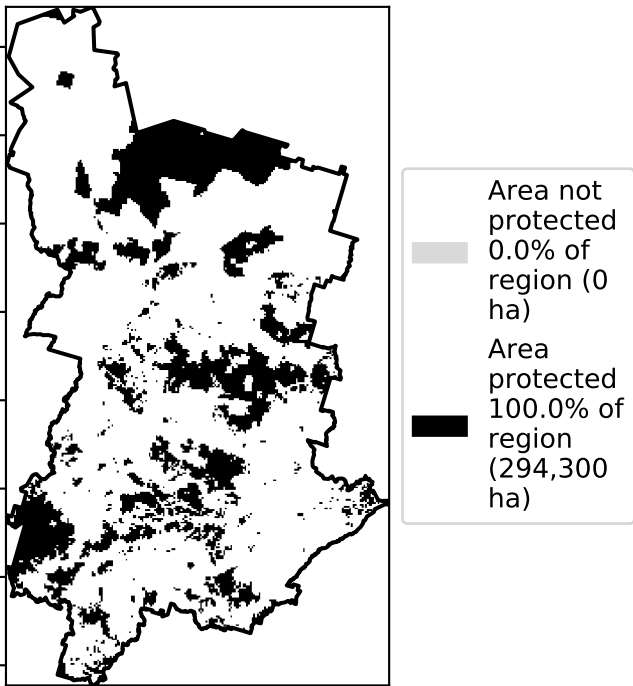 Area not
protected
0.0% of
region (0
ha)
Area
protected
100.0% of
region
(294,300
ha)